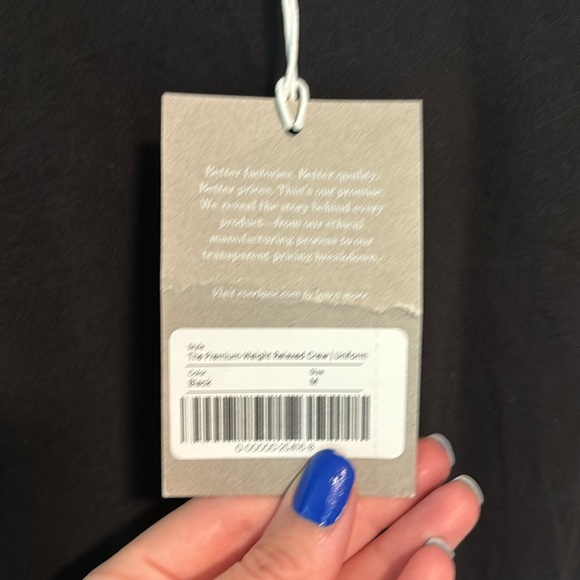 Better factories. Better quality.
Better prices. That's our promise.
We reveal the story behind every
product—from our ethical
manufacturing process to our
transparent pricing breakdown.
Visit everlane.com to learn more.
Style
The Premium-Weight Relaxed Crew | Uniform
Color
Size
Black
M